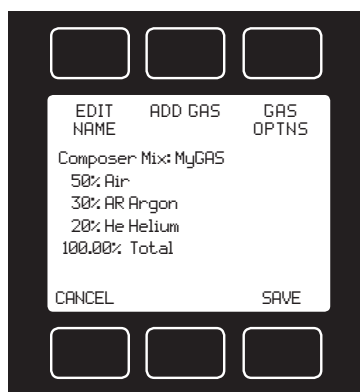 EDIT NAME ADD GAS GAS OPTNS
Composer Mix: MyGAS
50% Air
30% AR Argon
20% He Helium
100.00% Total
CANCEL SAVE